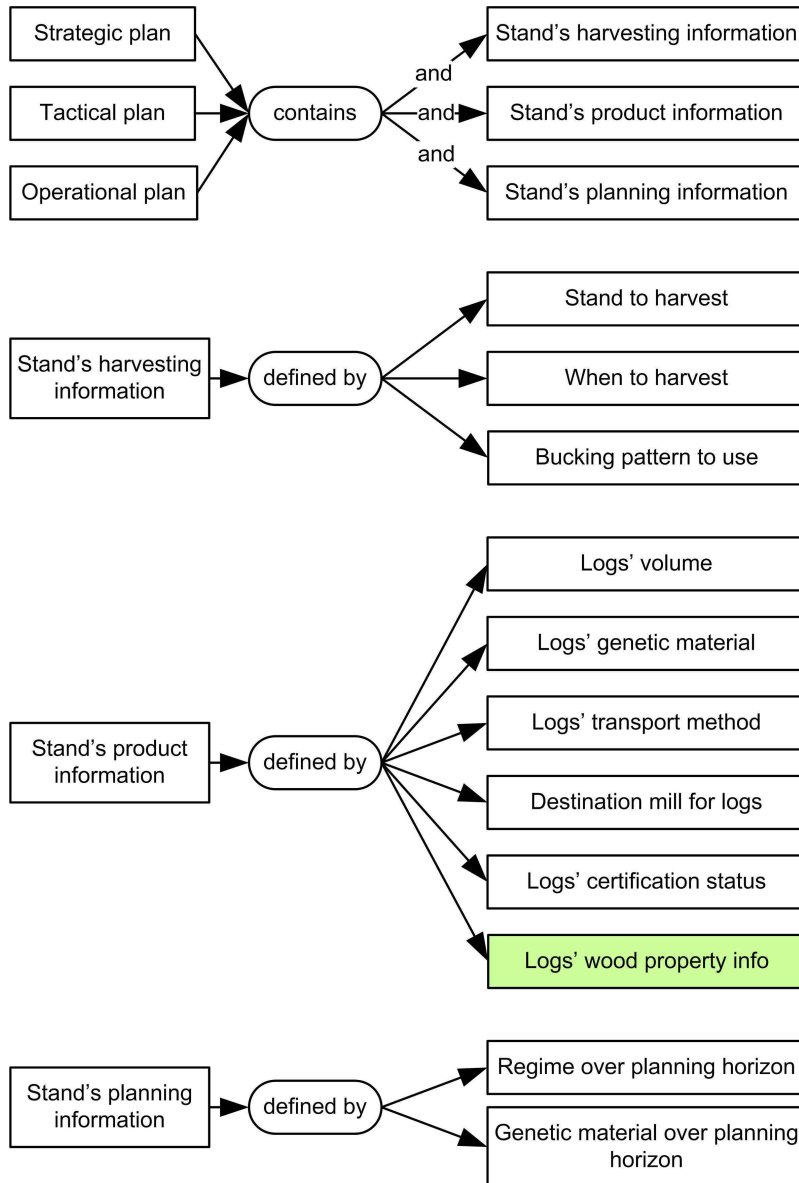 Strategic plan
Tactical plan
Operational plan
contains
and
and
and
Stand's harvesting information
Stand's product information
Stand's planning information
Stand's harvesting
information
defined by
Stand to harvest
When to harvest
Bucking pattern to use
Stand's product
information
defined by
Logs' volume
Logs' genetic material
Logs' transport method
Destination mill for logs
Logs' certification status
Logs' wood property info
Stand's planning
information
defined by
Regime over planning horizon
Genetic material over planning
horizon